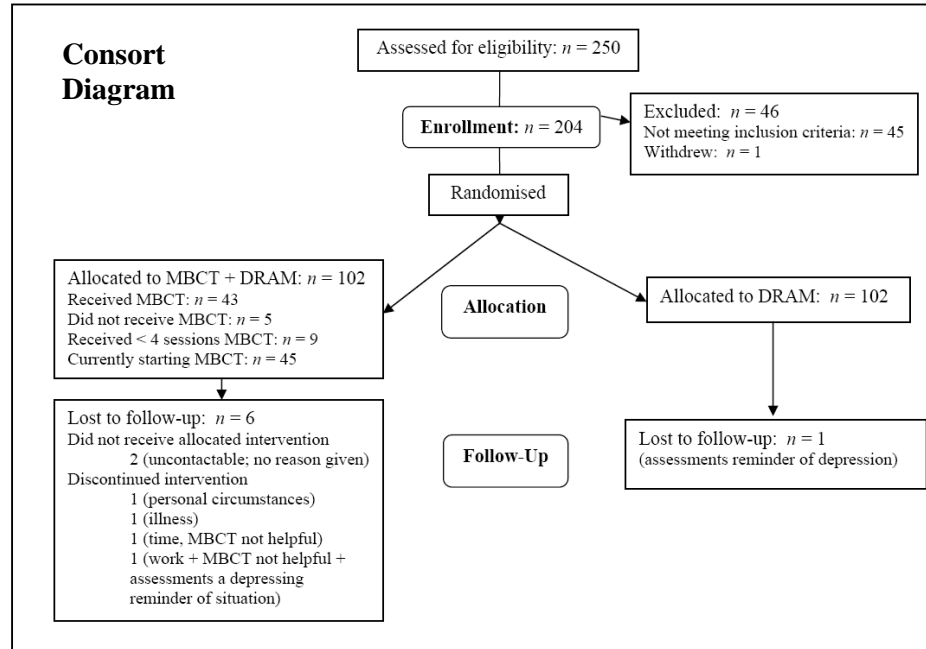 Consort
Diagram
Assessed for eligibility: n = 250
Enrollment: n = 204
Excluded: n = 46
Not meeting inclusion criteria: n = 45
Withdrew: n = 1
Randomised
Allocated to MBCT + DRAM: n = 102
Received MBCT: n = 43
Did not receive MBCT: n = 5
Received < 4 sessions MBCT: n = 9
Currently starting MBCT: n = 45
Allocation
Allocated to DRAM: n = 102
Lost to follow-up: n = 6
Did not receive allocated intervention
2 (uncontactable; no reason given)
Discontinued intervention
1 (personal circumstances)
1 (illness)
1 (time, MBCT not helpful)
1 (work + MBCT not helpful +
assessments a depressing
reminder of situation)
Follow-Up
Lost to follow-up: n = 1
(assessments reminder of depression)